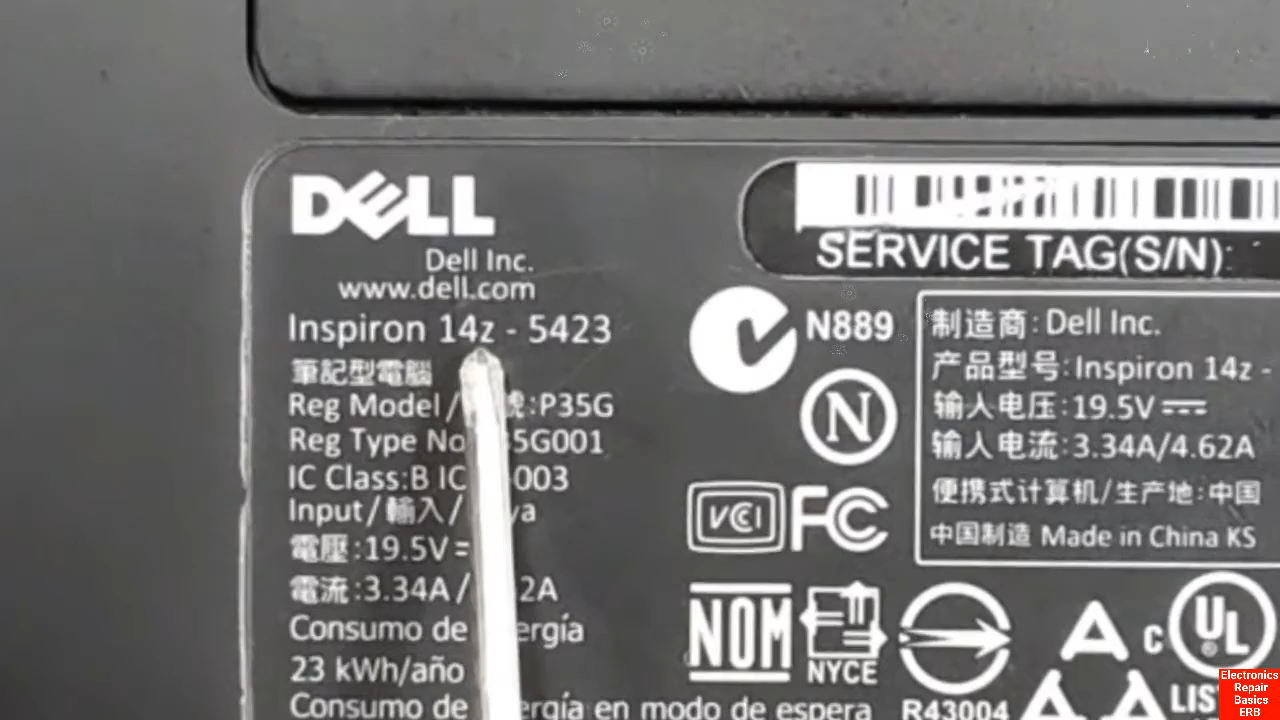 DELL
Dell Inc.
www.dell.com
Inspiron 14z - 5423
筆記型電腦
Reg Model / 號:P35G
Reg Type No 35G001
IC Class:B IC 003
Input/輸入/ ya
電壓:19.5V
電流:3.34A/ 2A
Consumo de ergía
23 kWh/año
Consumo de ergía en modo de espera
SERVICE TAG(S/N):
N889
N
VCCI
FC
NOM
NYCE
R43004
制造商:Dell Inc.
产品型号:Inspiron 14z -
输入电压:19.5V
输入电流:3.34A/4.62A
便携式计算机/生产地:中国
中国制造 Made in China KS
c UL
LIST
Electronics
Repair
Basics
ERB